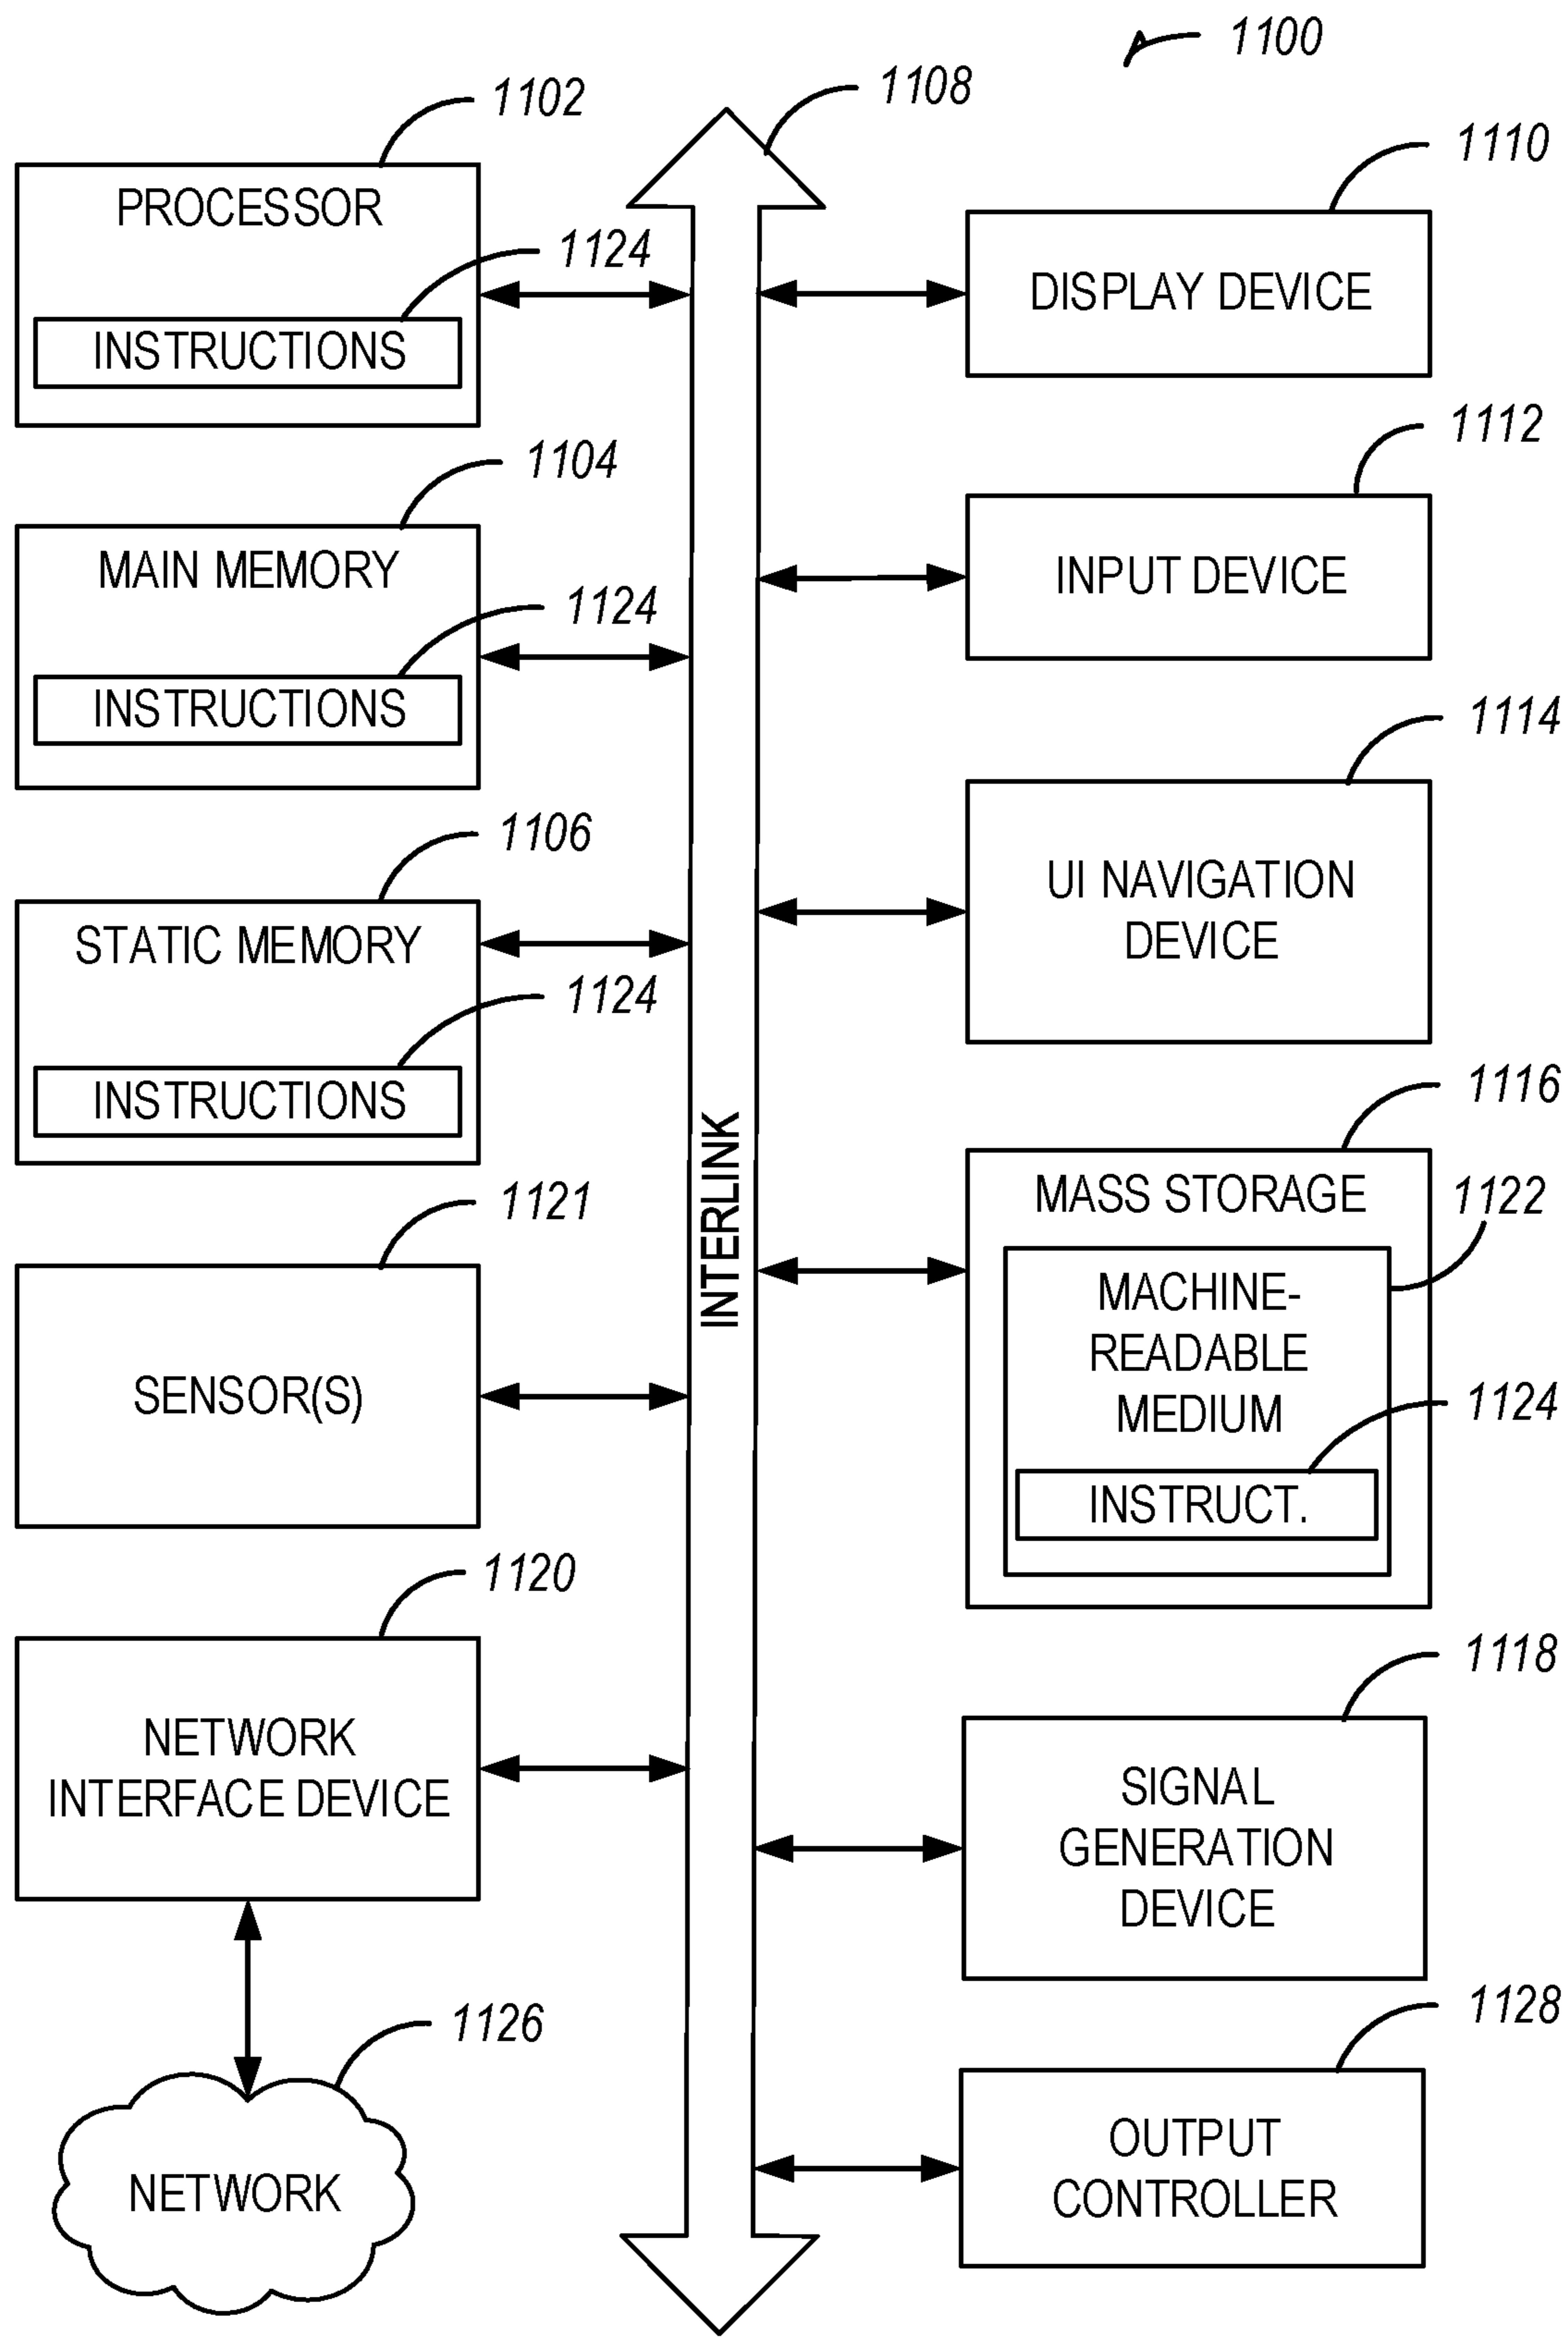 1100
1108
1102
PROCESSOR
1124
INSTRUCTIONS
1104
MAIN MEMORY
1124
INSTRUCTIONS
1106
STATIC MEMORY
1124
INSTRUCTIONS
1121
SENSOR(S)
1120
NETWORK
INTERFACE DEVICE
1126
NETWORK
INTERLINK
1110
DISPLAY DEVICE
1112
INPUT DEVICE
1114
UI NAVIGATION
DEVICE
1116
MASS STORAGE
1122
MACHINE-
READABLE
MEDIUM
1124
INSTRUCT.
1118
SIGNAL
GENERATION
DEVICE
1128
OUTPUT
CONTROLLER